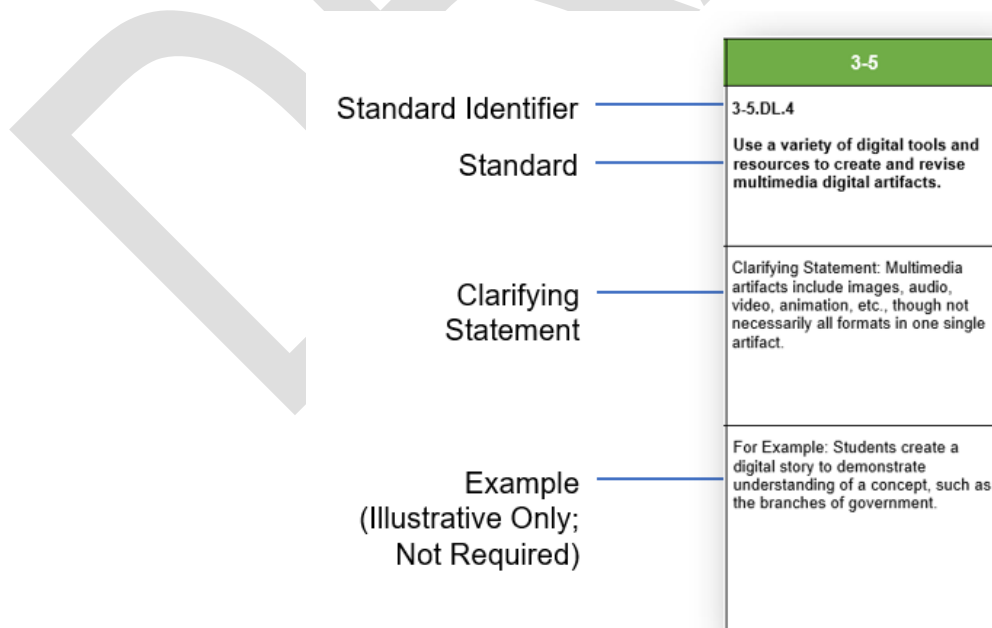 3-5
Standard Identifier
3-5.DL.4
Standard
Use a variety of digital tools and
resources to create and revise
multimedia digital artifacts.
Clarifying
Statement
Clarifying Statement: Multimedia
artifacts include images, audio,
video, animation, etc., though not
necessarily all formats in one single
artifact.
Example
(Illustrative Only;
Not Required)
For Example: Students create a
digital story to demonstrate
understanding of a concept, such as
the branches of government.